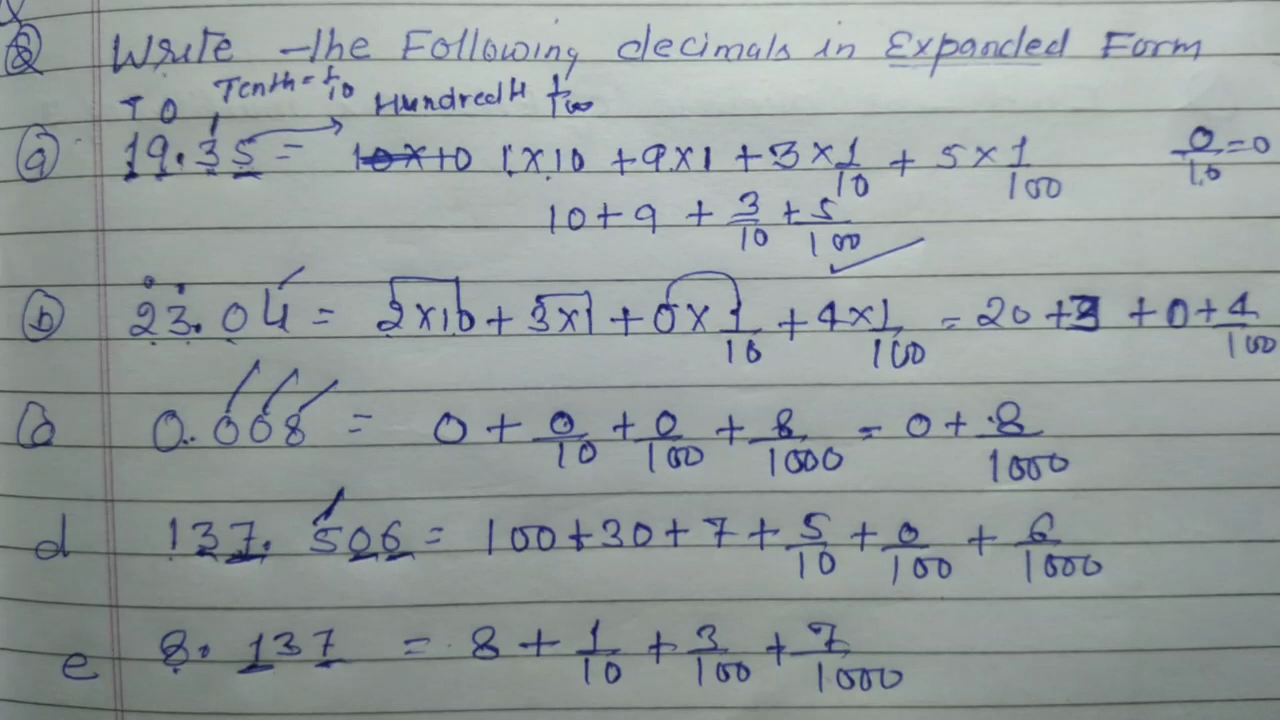 Q Write the Following decimals in Expanded Form
T O Tenth = 1/10 Hundredth 1/100
(a) 19.35 = 1×10 + 9×1 + 3×1/10 + 5×1/100 0/10=0
10+9 + 3/10 + 5/100
(b) 23.04 = 2×10 + 3×1 + 0×1/10 + 4×1/100 = 20+3 + 0 + 4/100
0.008 = 0 + 0/10 + 0/100 + 8/1000 = 0 + 8/1000
d 137.506 = 100+30+7+5/10+0/100+6/1000
e 8.137 = 8 + 1/10 + 3/100 + 7/1000